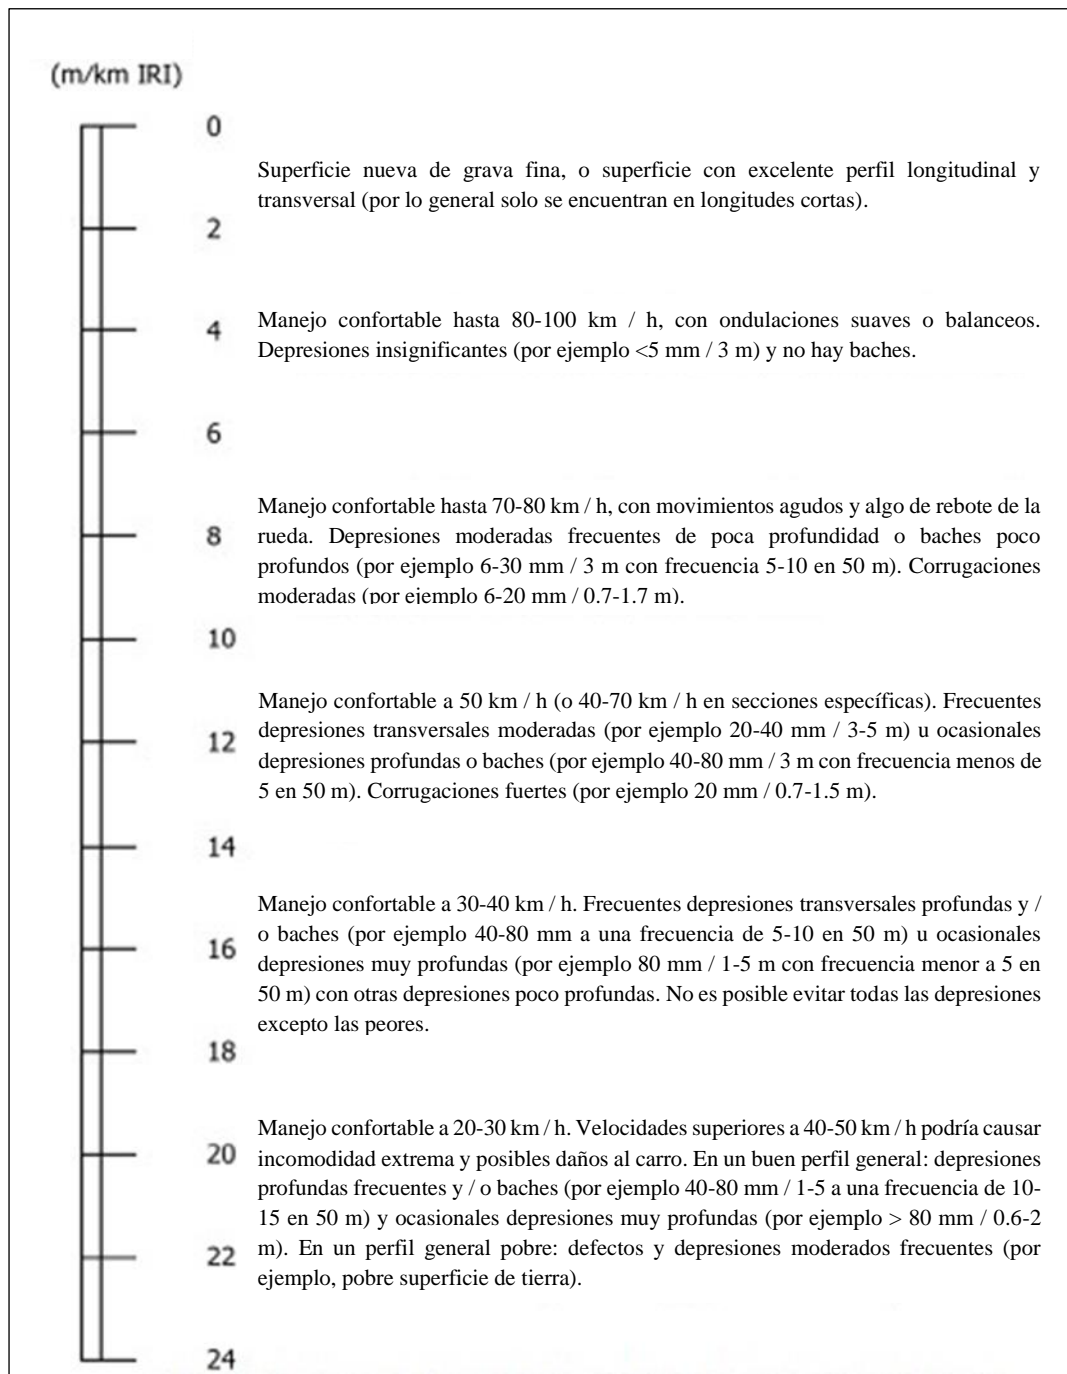 (m/km IRI)
0
Superficie nueva de grava fina, o superficie con excelente perfil longitudinal y
transversal (por lo general solo se encuentran en longitudes cortas).
2
Manejo confortable hasta 80-100 km / h, con ondulaciones suaves o balanceos.
4
Depresiones insignificantes (por ejemplo <5 mm / 3 m) y no hay baches.
6
Manejo confortable hasta 70-80 km / h, con movimientos agudos y algo de rebote de la
8
rueda. Depresiones moderadas frecuentes de poca profundidad o baches poco
profundos (por ejemplo 6-30 mm / 3 m con frecuencia 5-10 en 50 m). Corrugaciones
moderadas (por ejemplo 6-20 mm / 0.7-1.7 m).
10
Manejo confortable a 50 km / h (o 40-70 km / h en secciones específicas). Frecuentes
depresiones transversales moderadas (por ejemplo 20-40 mm / 3-5 m) u ocasionales
12
depresiones profundas o baches (por ejemplo 40-80 mm / 3 m con frecuencia menos de
5 en 50 m). Corrugaciones fuertes (por ejemplo 20 mm / 0.7-1.5 m).
14
Manejo confortable a 30-40 km / h. Frecuentes depresiones transversales profundas y /
o baches (por ejemplo 40-80 mm a una frecuencia de 5-10 en 50 m) u ocasionales
16
depresiones muy profundas (por ejemplo 80 mm / 1-5 m con frecuencia menor a 5 en
50 m) con otras depresiones poco profundas. No es posible evitar todas las depresiones
excepto las peores.
18
Manejo confortable a 20-30 km / h. Velocidades superiores a 40-50 km / h podría causar
20
incomodidad extrema y posibles daños al carro. En un buen perfil general: depresiones
profundas frecuentes y / o baches (por ejemplo 40-80 mm / 1-5 a una frecuencia de 10-
15 en 50 m) y ocasionales depresiones muy profundas (por ejemplo > 80 mm / 0.6-2
m). En un perfil general pobre: defectos y depresiones moderados frecuentes (por
22
ejemplo, pobre superficie de tierra).
24